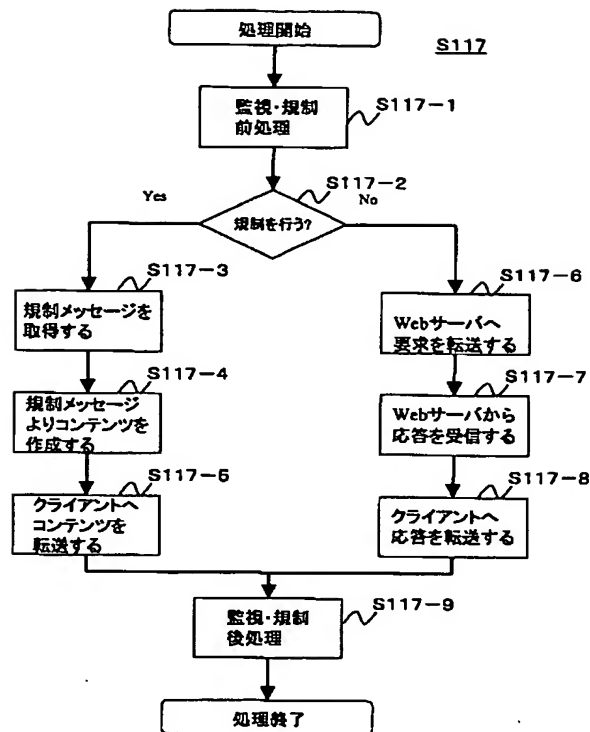 処理開始
S117
監視・規制
前処理
S117-1
S117-2
Yes
規制を行う?
No
S117-3
規制メッセージを
取得する
S117-4
規制メッセージ
よりコンテンツを
作成する
S117-5
クライアントへ
コンテンツを
転送する
S117-6
Webサーバへ
要求を転送する
S117-7
Webサーバから
応答を受信する
S117-8
クライアントへ
応答を転送する
監視・規制
後処理
S117-9
処理終了